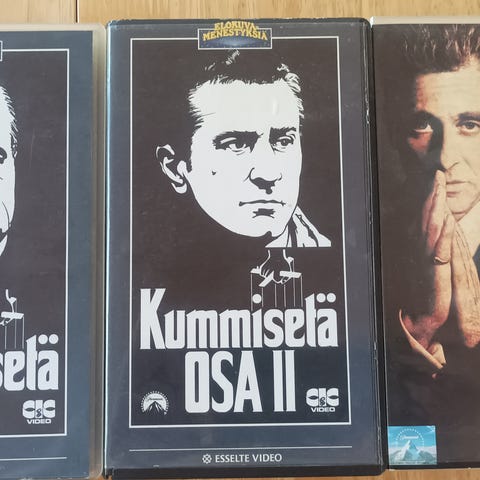 setä
CIC
VIDEO
ELOKUVA-
MENESTYKSIÄ
Kummisetä
OSA II
CIC
VIDEO
ESSELTE VIDEO